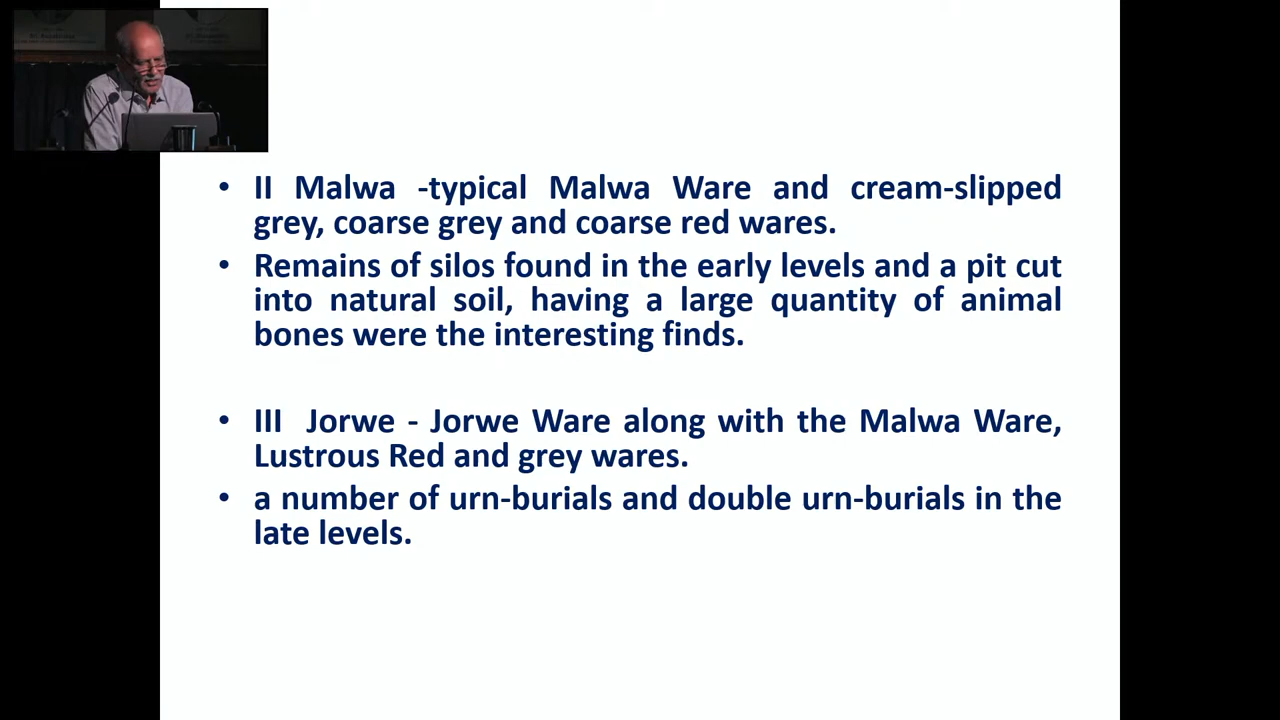 • II Malwa -typical Malwa Ware and cream-slipped
grey, coarse grey and coarse red wares.
• Remains of silos found in the early levels and a pit cut
into natural soil, having a large quantity of animal
bones were the interesting finds.
• III Jorwe - Jorwe Ware along with the Malwa Ware,
Lustrous Red and grey wares.
• a number of urn-burials and double urn-burials in the
late levels.